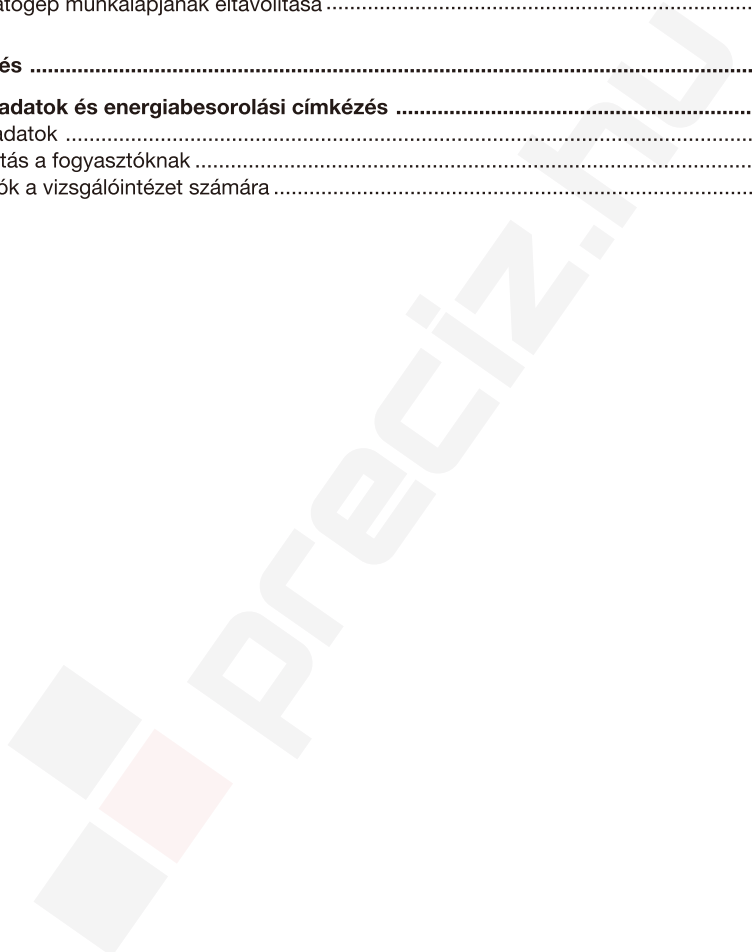 atógép munkalapjának eltávolítása
és
adatok és energiabesorolási címkézés
adatok
tás a fogyasztóknak
ók a vizsgálóintézet számára
preciz.hu